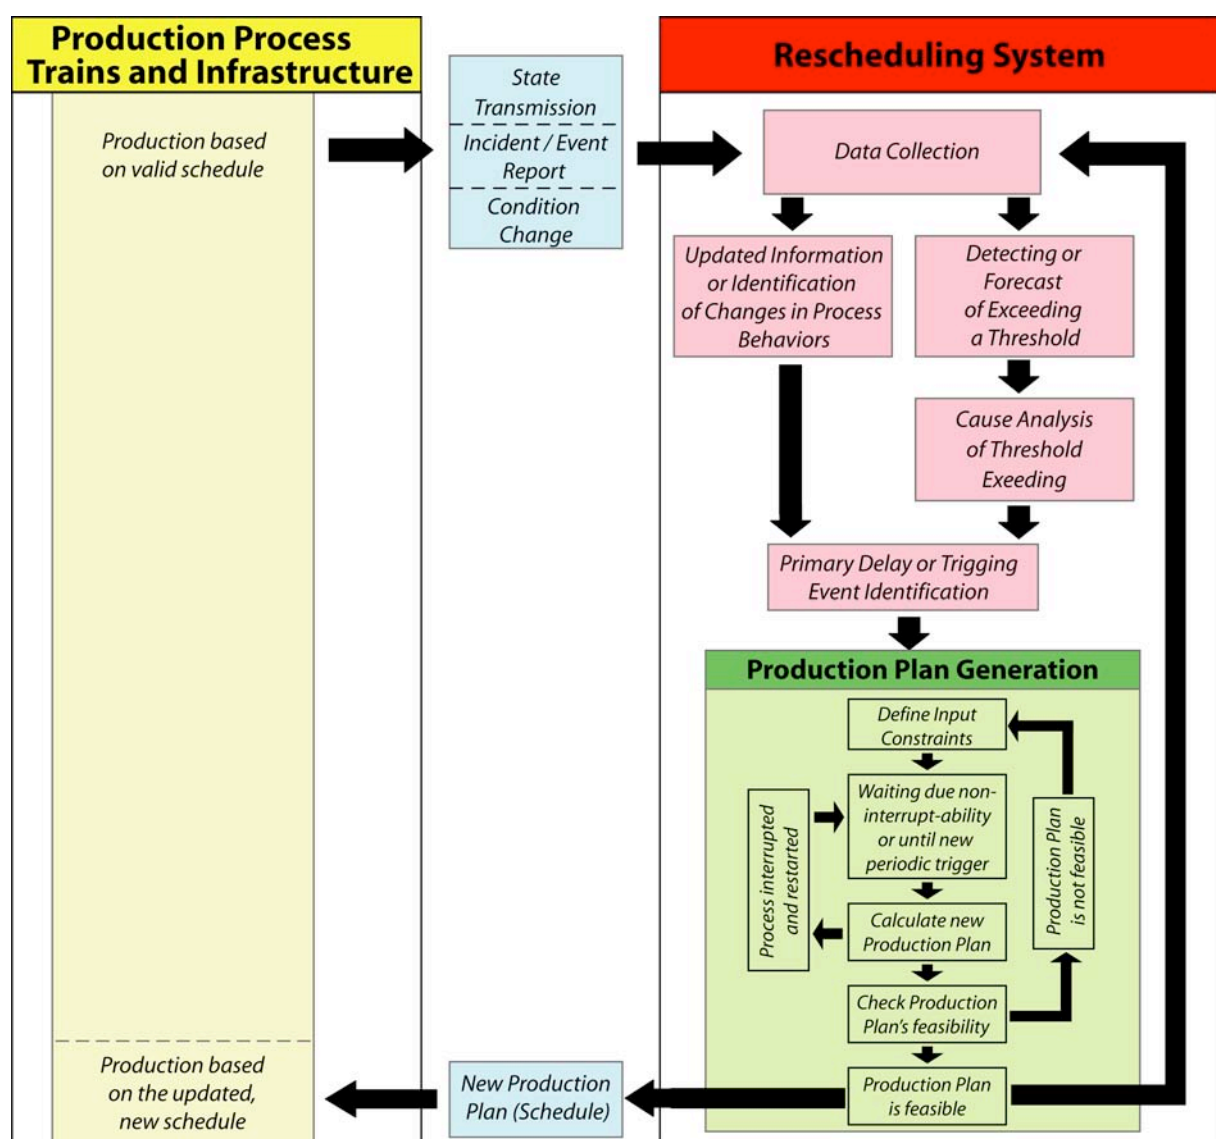 Production Process
Trains and Infrastructure
Rescheduling System
Production based
on valid schedule
State
Transmission
Incident / Event
Report
Condition
Change
Data Collection
Updated Information
or Identification
of Changes in Process
Behaviors
Detecting or
Forecast
of Exceeding
a Threshold
Cause Analysis
of Threshold
Exeeding
Primary Delay or Trigging
Event Identification
Production Plan Generation
Define Input
Constraints
Waiting due non-
interrupt-ability
or until new
periodic trigger
Process interrupted
and restarted
Production Plan
is not feasible
Calculate new
Production Plan
Check Production
Plan's feasibility
Production Plan
is feasible
New Production
Plan (Schedule)
Production based
on the updated,
new schedule